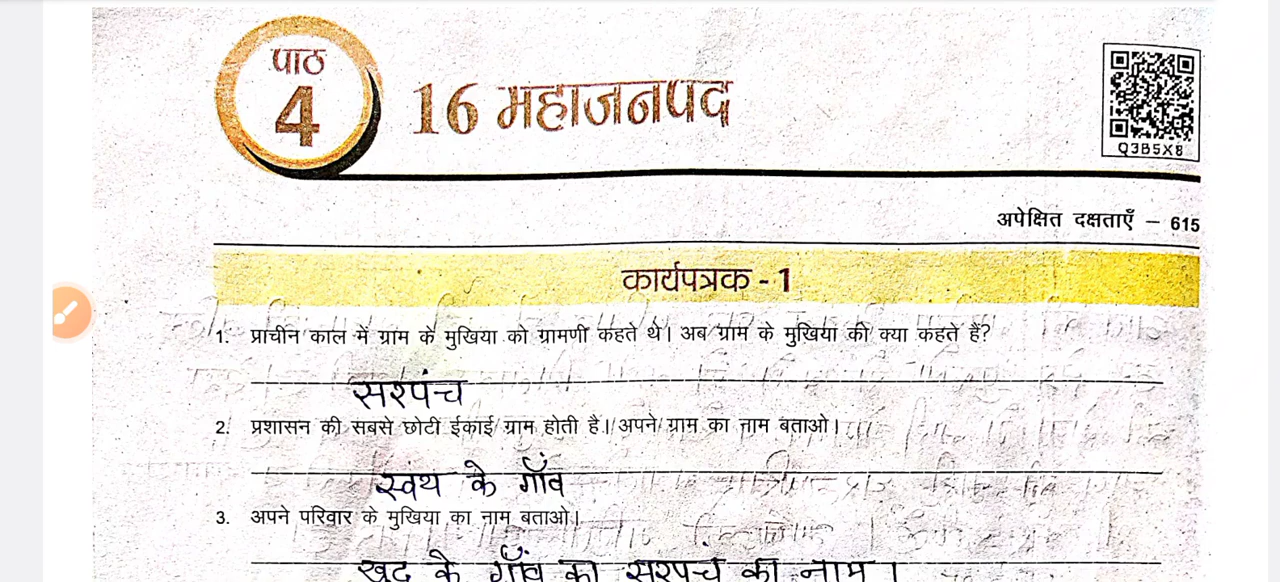 पाठ
4
16 महाजनपद
Q3B5X8
अपेक्षित दक्षताएँ – 615
कार्यपत्रक - 1
1. प्राचीन काल में ग्राम के मुखिया को ग्रामणी कहते थे। अब ग्राम के मुखिया की क्या कहते हैं?
सरपंच
2. प्रशासन की सबसे छोटी ईकाई ग्राम होती है। अपने ग्राम का नाम बताओ।
स्वंय के गाँव
3. अपने परिवार के मुखिया का नाम बताओ।
खुद के गाँव का सरपंच का नाम।